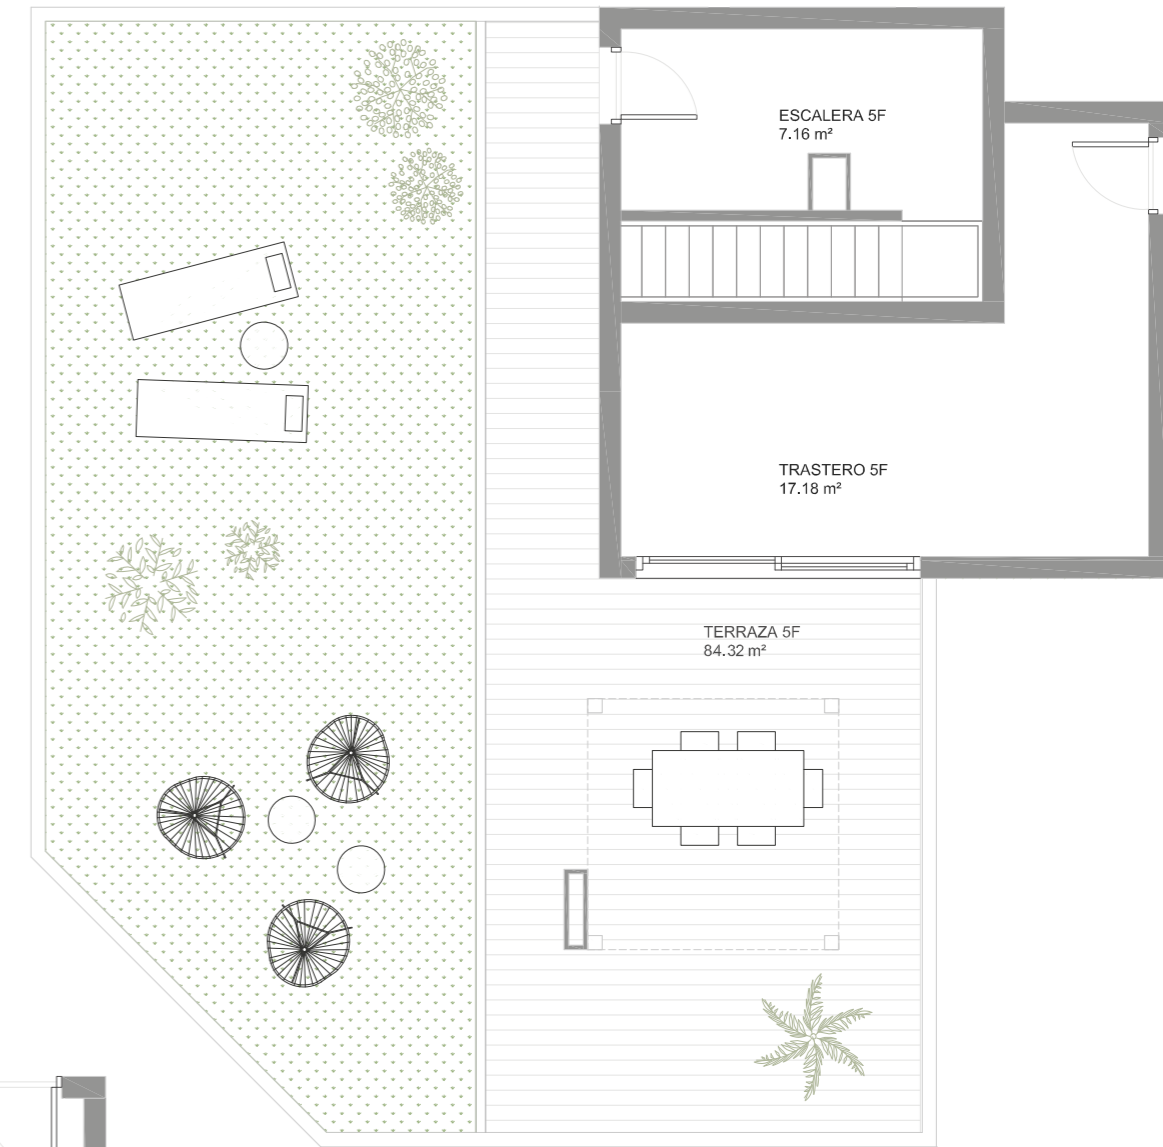 ESCALERA 5F
7.16 m²
TRASTERO 5F
17.18 m²
TERRAZA 5F
84.32 m²